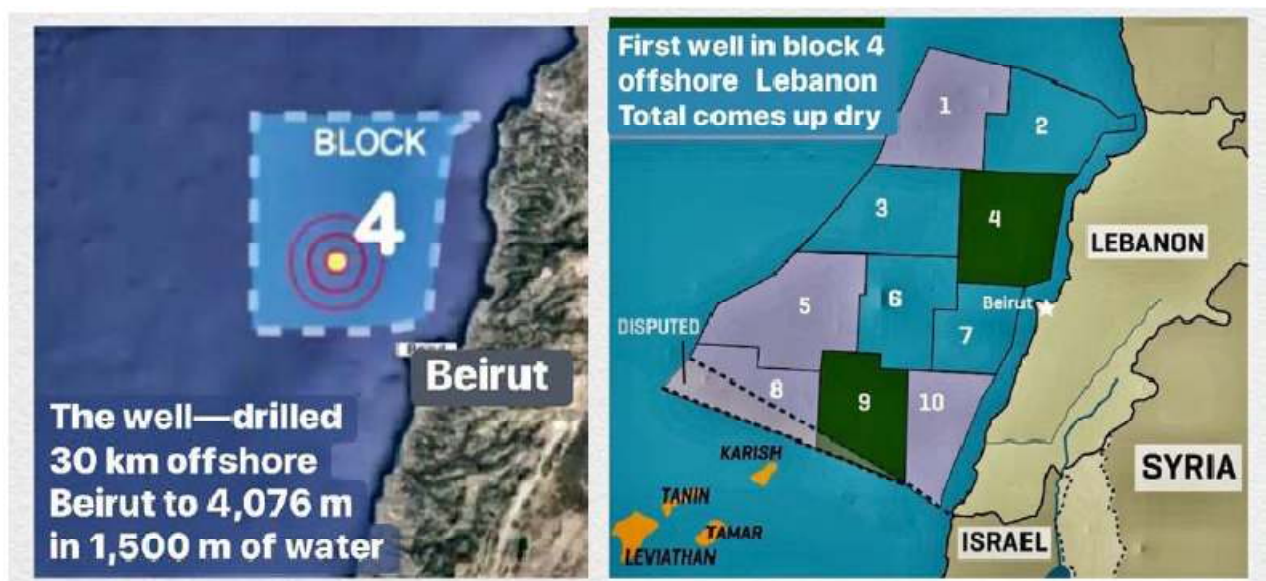 BLOCK
4
Beirut
The well—drilled
30 km offshore
Beirut to 4,076 m
in 1,500 m of water
First well in block 4
offshore Lebanon
Total comes up dry
1
2
3
4
LEBANON
5
6
Beirut
DISPUTED
7
8
9
10
KARISH
SYRIA
TANIN
TAMAR
LEVIATHAN
ISRAEL